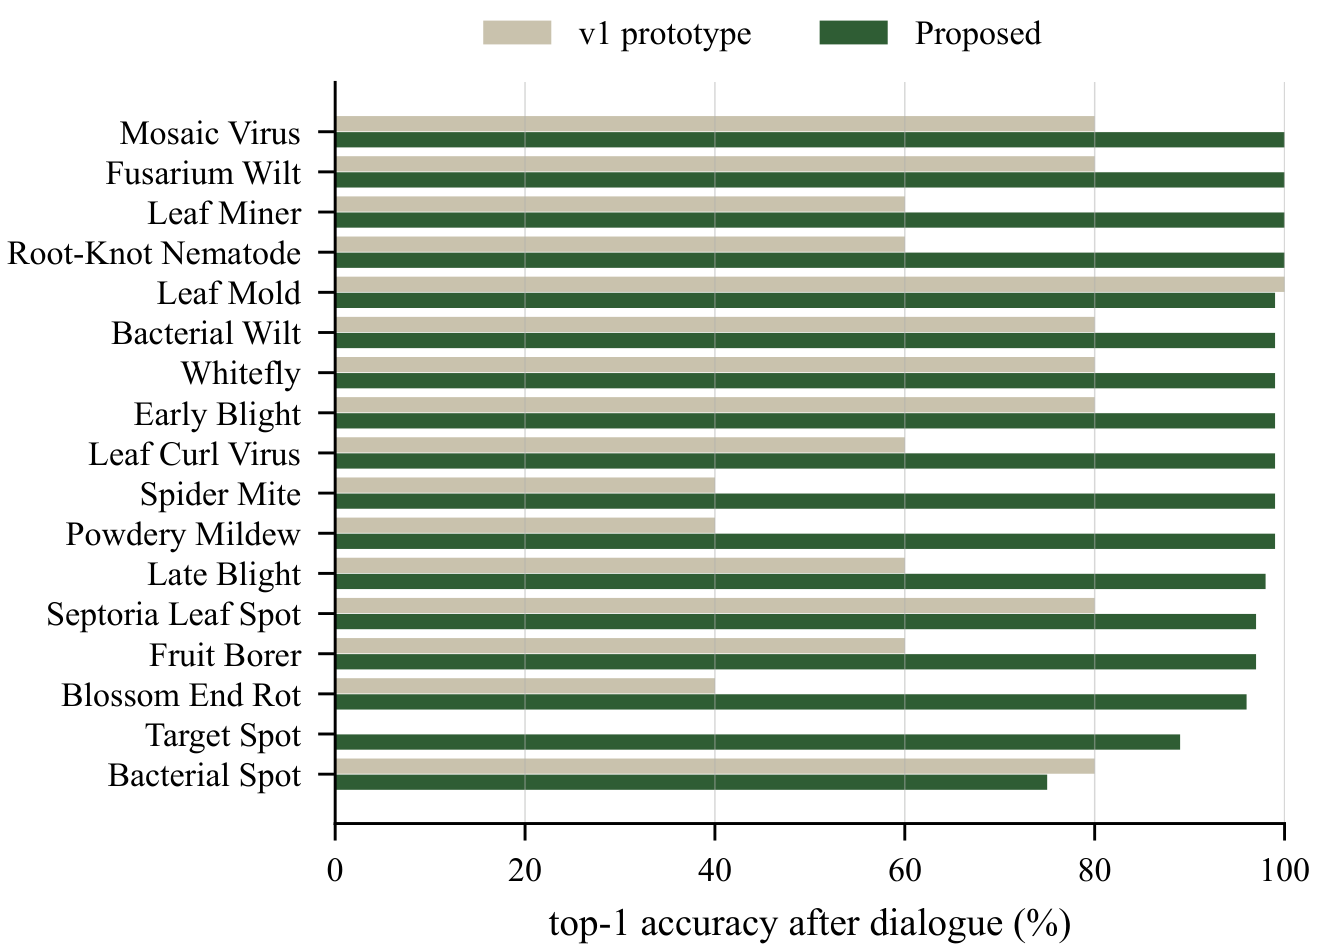 v1 prototype Proposed
Mosaic Virus
Fusarium Wilt
Leaf Miner
Root-Knot Nematode
Leaf Mold
Bacterial Wilt
Whitefly
Early Blight
Leaf Curl Virus
Spider Mite
Powdery Mildew
Late Blight
Septoria Leaf Spot
Fruit Borer
Blossom End Rot
Target Spot
Bacterial Spot
0 20 40 60 80 100
top-1 accuracy after dialogue (%)